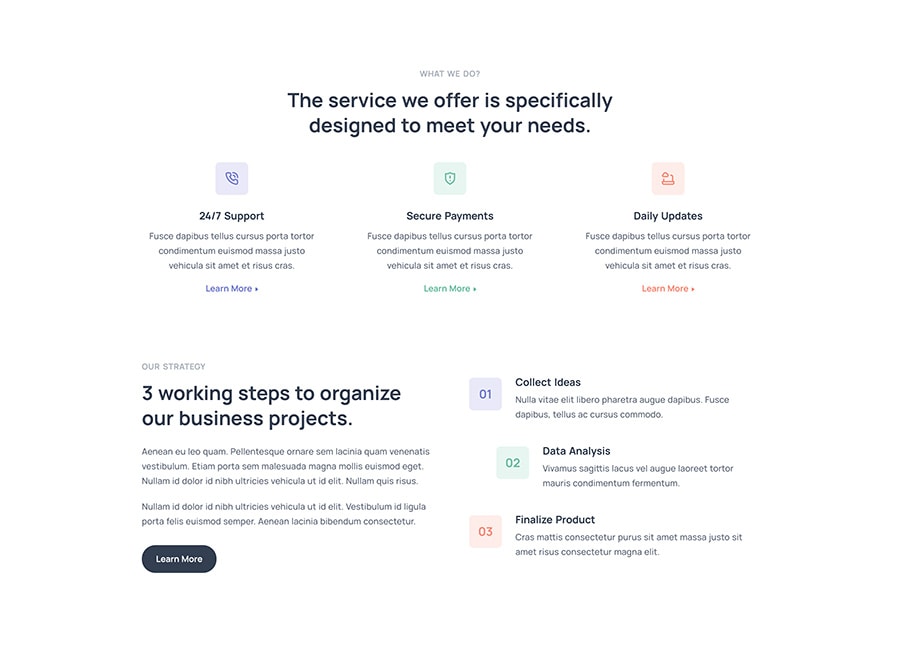 WHAT WE DO?
The service we offer is specifically
designed to meet your needs.
24/7 Support
Fusce dapibus tellus cursus porta tortor
condimentum euismod massa justo
vehicula sit amet et risus cras.
Learn More
Secure Payments
Fusce dapibus tellus cursus porta tortor
condimentum euismod massa justo
vehicula sit amet et risus cras.
Learn More
Daily Updates
Fusce dapibus tellus cursus porta tortor
condimentum euismod massa justo
vehicula sit amet et risus cras.
Learn More
OUR STRATEGY
3 working steps to organize
our business projects.
Aenean eu leo quam. Pellentesque ornare sem lacinia quam venenatis
vestibulum. Etiam porta sem malesuada magna mollis euismod eget.
Nullam id dolor id nibh ultricies vehicula ut id elit. Nullam quis risus.
Nullam id dolor id nibh ultricies vehicula ut id elit. Vestibulum id ligula
porta felis euismod semper. Aenean lacinia bibendum consectetur.
Learn More
01
Collect Ideas
Nulla vitae elit libero pharetra augue dapibus. Fusce
dapibus, tellus ac cursus commodo.
02
Data Analysis
Vivamus sagittis lacus vel augue laoreet tortor
mauris condimentum fermentum.
03
Finalize Product
Cras mattis consectetur purus sit amet massa justo sit
amet risus consectetur magna elit.